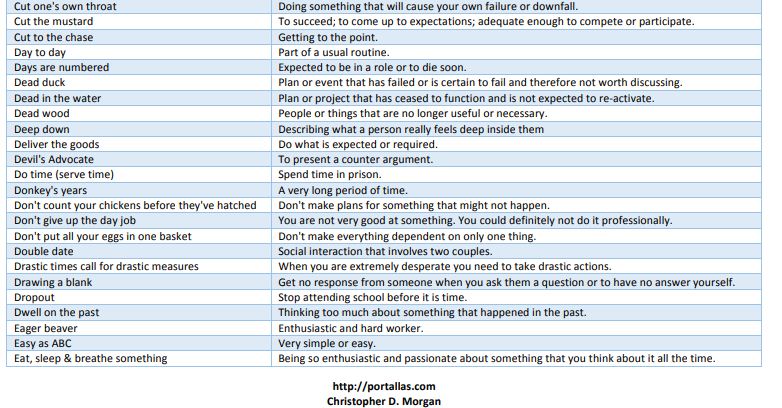 Cut one's own throat Doing something that will cause your own failure or downfall.
Cut the mustard To succeed; to come up to expectations; adequate enough to compete or participate.
Cut to the chase Getting to the point.
Day to day Part of a usual routine.
Days are numbered Expected to be in a role or to die soon.
Dead duck Plan or event that has failed or is certain to fail and therefore not worth discussing.
Dead in the water Plan or project that has ceased to function and is not expected to re-activate.
Dead wood People or things that are no longer useful or necessary.
Deep down Describing what a person really feels deep inside them
Deliver the goods Do what is expected or required.
Devil's Advocate To present a counter argument.
Do time (serve time) Spend time in prison.
Donkey's years A very long period of time.
Don't count your chickens before they've hatched Don't make plans for something that might not happen.
Don't give up the day job You are not very good at something. You could definitely not do it professionally.
Don't put all your eggs in one basket Don't make everything dependent on only one thing.
Double date Social interaction that involves two couples.
Drastic times call for drastic measures When you are extremely desperate you need to take drastic actions.
Drawing a blank Get no response from someone when you ask them a question or to have no answer yourself.
Dropout Stop attending school before it is time.
Dwell on the past Thinking too much about something that happened in the past.
Eager beaver Enthusiastic and hard worker.
Easy as ABC Very simple or easy.
Eat, sleep & breathe something Being so enthusiastic and passionate about something that you think about it all the time.
http://portallas.com
Christopher D. Morgan